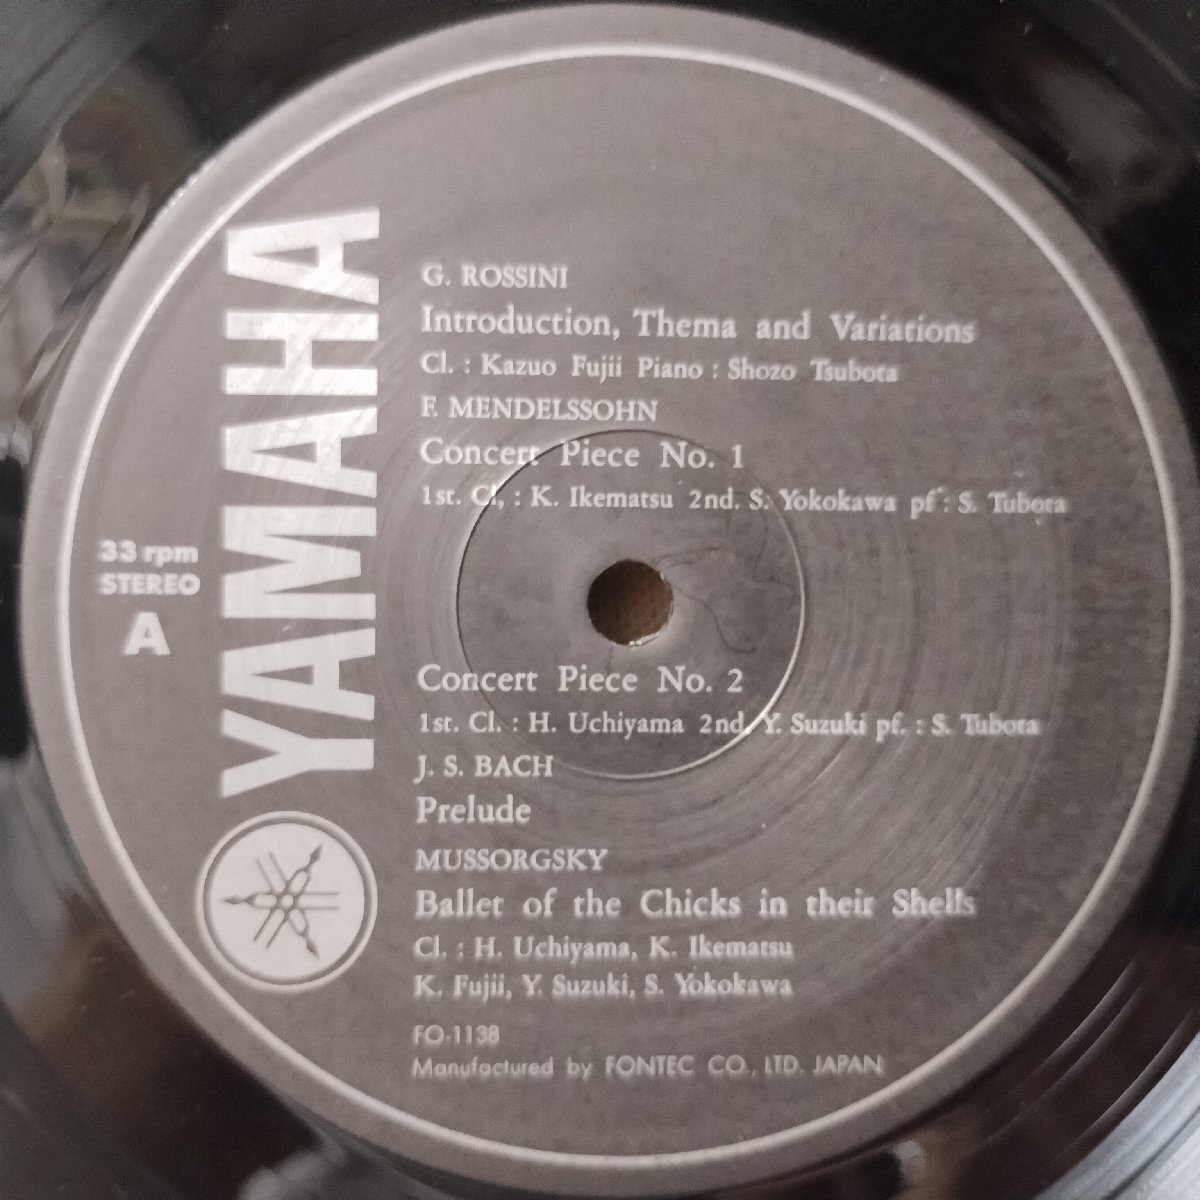 33 rpm
STEREO
A
YAMAHA
G. ROSSINI
Introduction, Thema and Variations
Cl. : Kazuo Fujii Piano : Shozo Tsubota
F. MENDELSSOHN
Concert Piece No. 1
1st. Cl, : K. Ikematsu 2nd. S. Yokokawa pf : S. Tubota
Concert Piece No. 2
1st. Cl. : H. Uchiyama 2nd. Y. Suzuki pf. : S. Tubota
J. S. BACH
Prelude
MUSSORGSKY
Ballet of the Chicks in their Shells
Cl. : H. Uchiyama, K. Ikematsu
K. Fujii, Y. Suzuki, S. Yokokawa
FO-1138
Manufactured by FONTEC CO., LTD. JAPAN